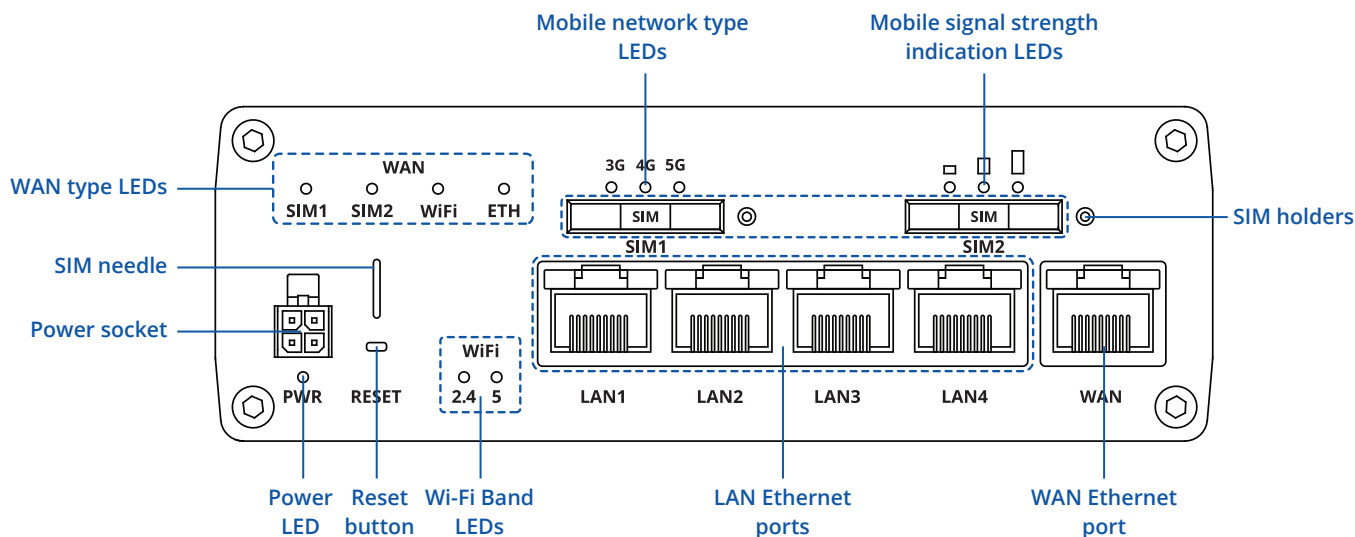 Mobile network type
LEDs
Mobile signal strength
indication LEDs
WAN
3G 4G 5G
WAN type LEDs
SIM1 SIM2 WiFi ETH
SIM
SIM
SIM holders
SIM1
SIM2
SIM needle
Power socket
WiFi
PWR
RESET
2.4 5
LAN1
LAN2
LAN3
LAN4
WAN
Power
LED
Reset
button
Wi-Fi Band
LEDs
LAN Ethernet
ports
WAN Ethernet
port